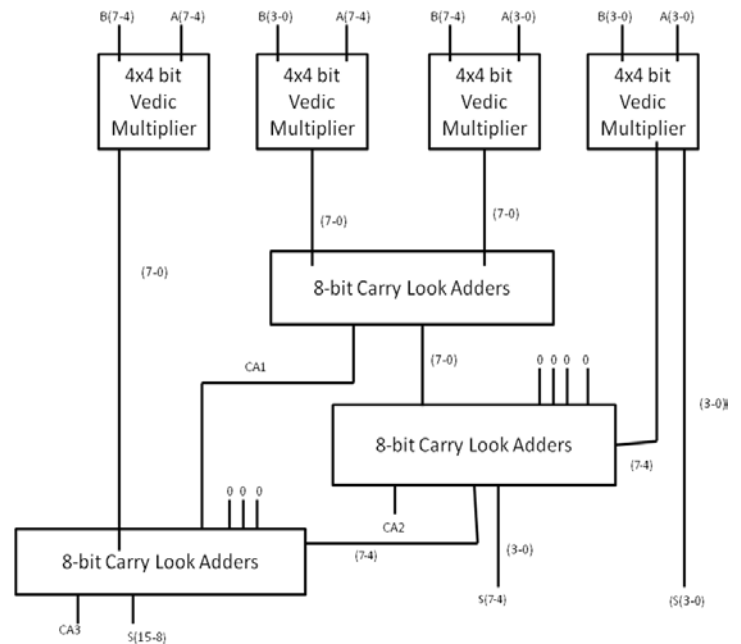 B(7-4) A(7-4) B(3-0) A(7-4) B(7-4) A(3-0) B(3-0) A(3-0)
4x4 bit 4x4 bit 4x4 bit 4x4 bit
Vedic Vedic Vedic Vedic
Multiplier Multiplier Multiplier Multiplier
(7-0) (7-0)
(7-0)
8-bit Carry Look Adders
(7-0)
CA1
0 0 0 0
(3-0)
8-bit Carry Look Adders
(7-4)
0 0 0
CA2
(7-4) (3-0)
8-bit Carry Look Adders
S(7-4) (S(3-0)
CA3
S(15-8)